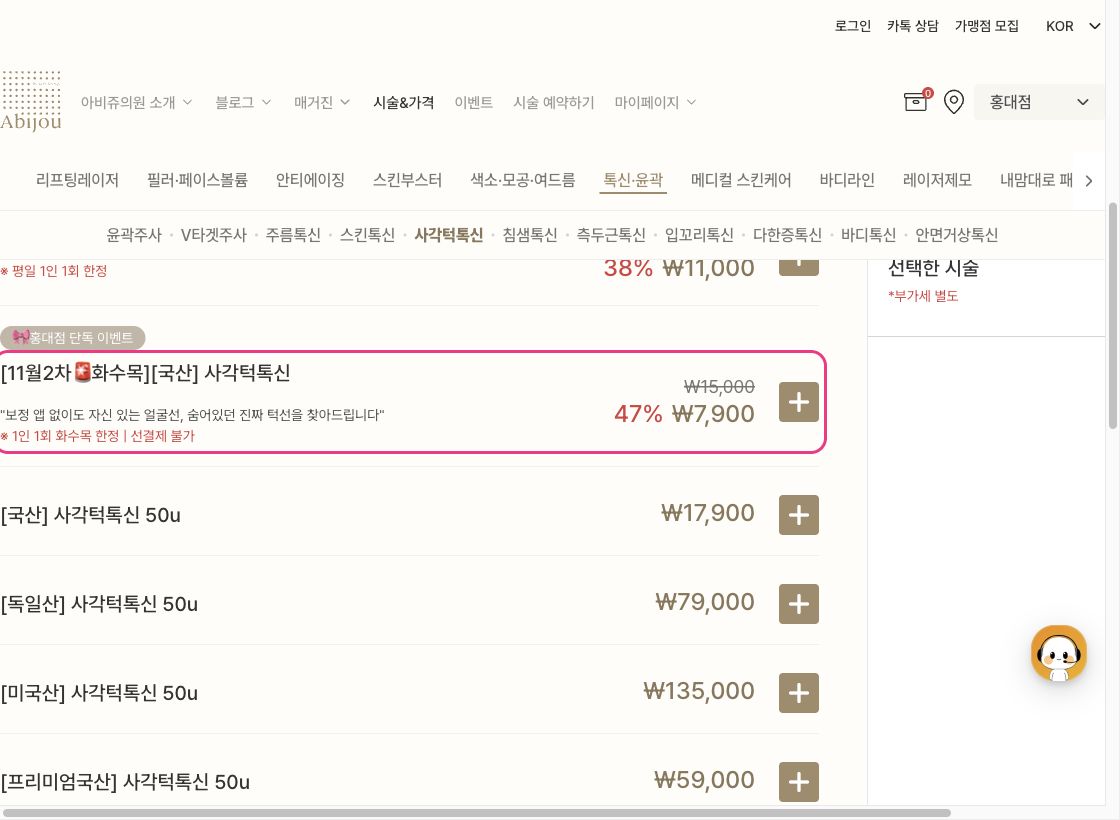 로그인 카톡 상담 가맹점 모집 KOR
Abijou
아비쥬의원 소개 블로그 매거진 시술&가격 이벤트 시술 예약하기 마이페이지 0 홍대점
리프팅레이저 필러·페이스볼륨 안티에이징 스킨부스터 색소·모공·여드름 톡신·윤곽 메디컬 스킨케어 바디라인 레이저제모 내맘대로 패
윤곽주사 · V타겟주사 · 주름톡신 · 스킨톡신 · 사각턱톡신 · 침샘톡신 · 측두근톡신 · 입꼬리톡신 · 다한증톡신 · 바디톡신 · 안면거상톡신
※ 평일 1인 1회 한정 38% ₩11,000
선택한 시술
*부가세 별도
🎀홍대점 단독 이벤트
[11월2차🚨화수목][국산] 사각턱톡신
₩15,000
47% ₩7,900
"보정 앱 없이도 자신 있는 얼굴선, 숨어있던 진짜 턱선을 찾아드립니다"
※ 1인 1회 화수목 한정 | 선결제 불가
[국산] 사각턱톡신 50u ₩17,900
[독일산] 사각턱톡신 50u ₩79,000
[미국산] 사각턱톡신 50u ₩135,000
[프리미엄국산] 사각턱톡신 50u ₩59,000